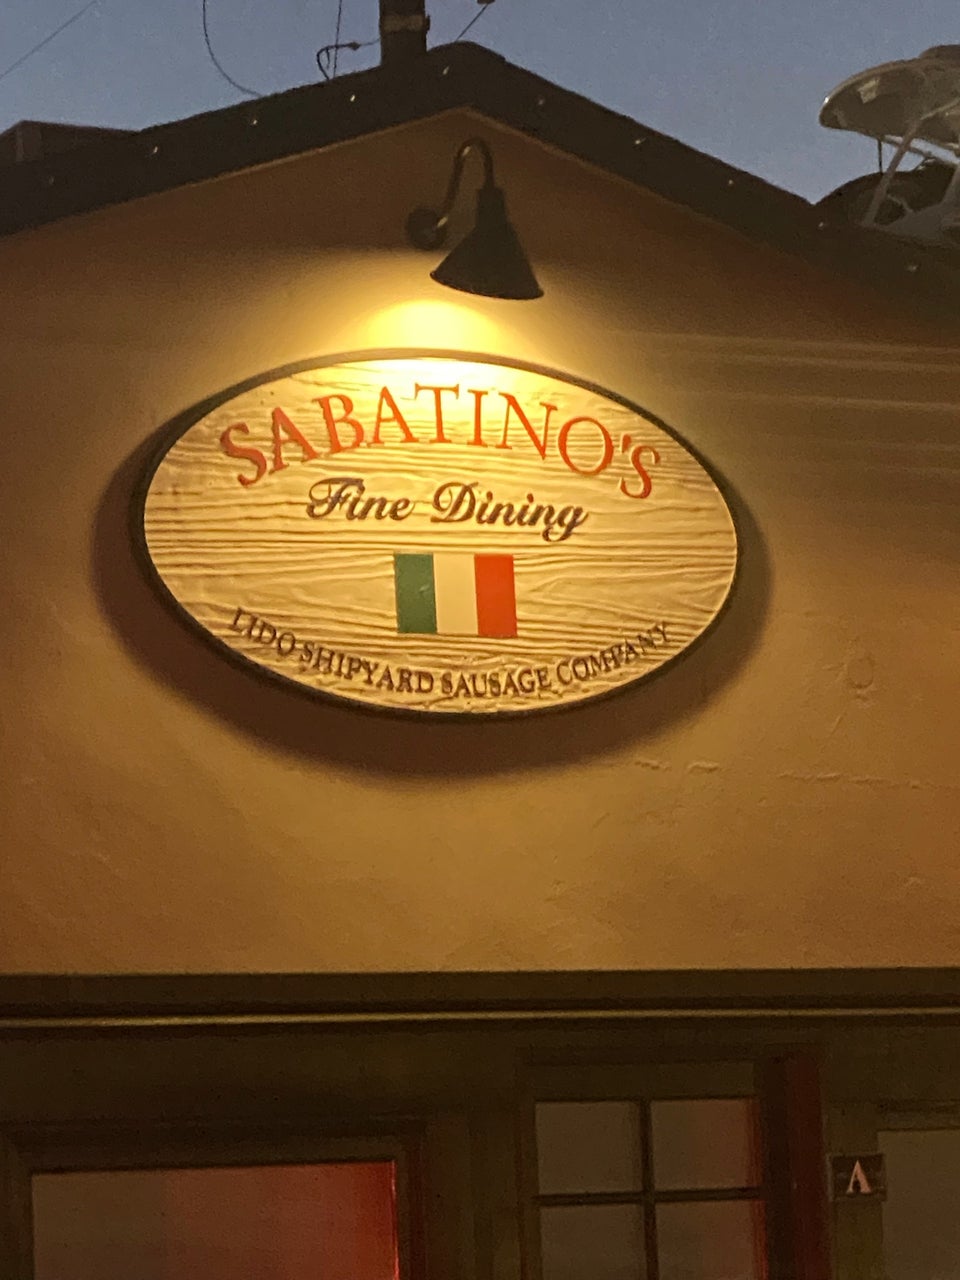 SABATINO'S
Fine Dining
LIDO SHIPYARD SAUSAGE COMPANY
A